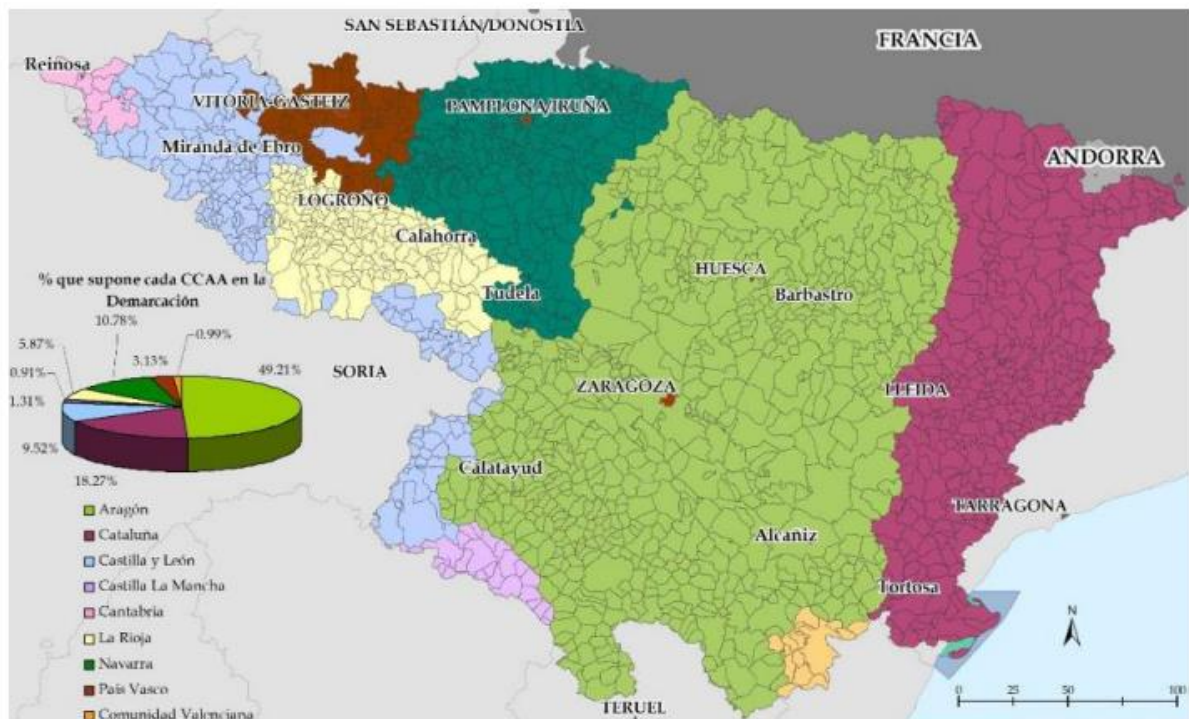 SAN SEBASTIÁN/DONOSTIA
FRANCIA
Reinosa
VITORIA-GASTEIZ
PAMPLONA/IRUÑA
Miranda de Ebro
ANDORRA
LOGROÑO
Calahorra
HUESCA
% que supone cada CCAA en la
Demarcación
Tudela
Barbastro
10.78%
0.99%
5.87%
3.13%
49.21%
SORIA
0.91%
ZARAGOZA
LLEIDA
1.31%
9.52%
18.27%
Calatayud
TARRAGONA
Aragón
Cataluña
Alcañiz
Castilla y León
Castilla La Mancha
Tortosa
Cantabria
La Rioja
N
Navarra
País Vasco
0 25 50 100
TERUEL
Comunidad Valenciana